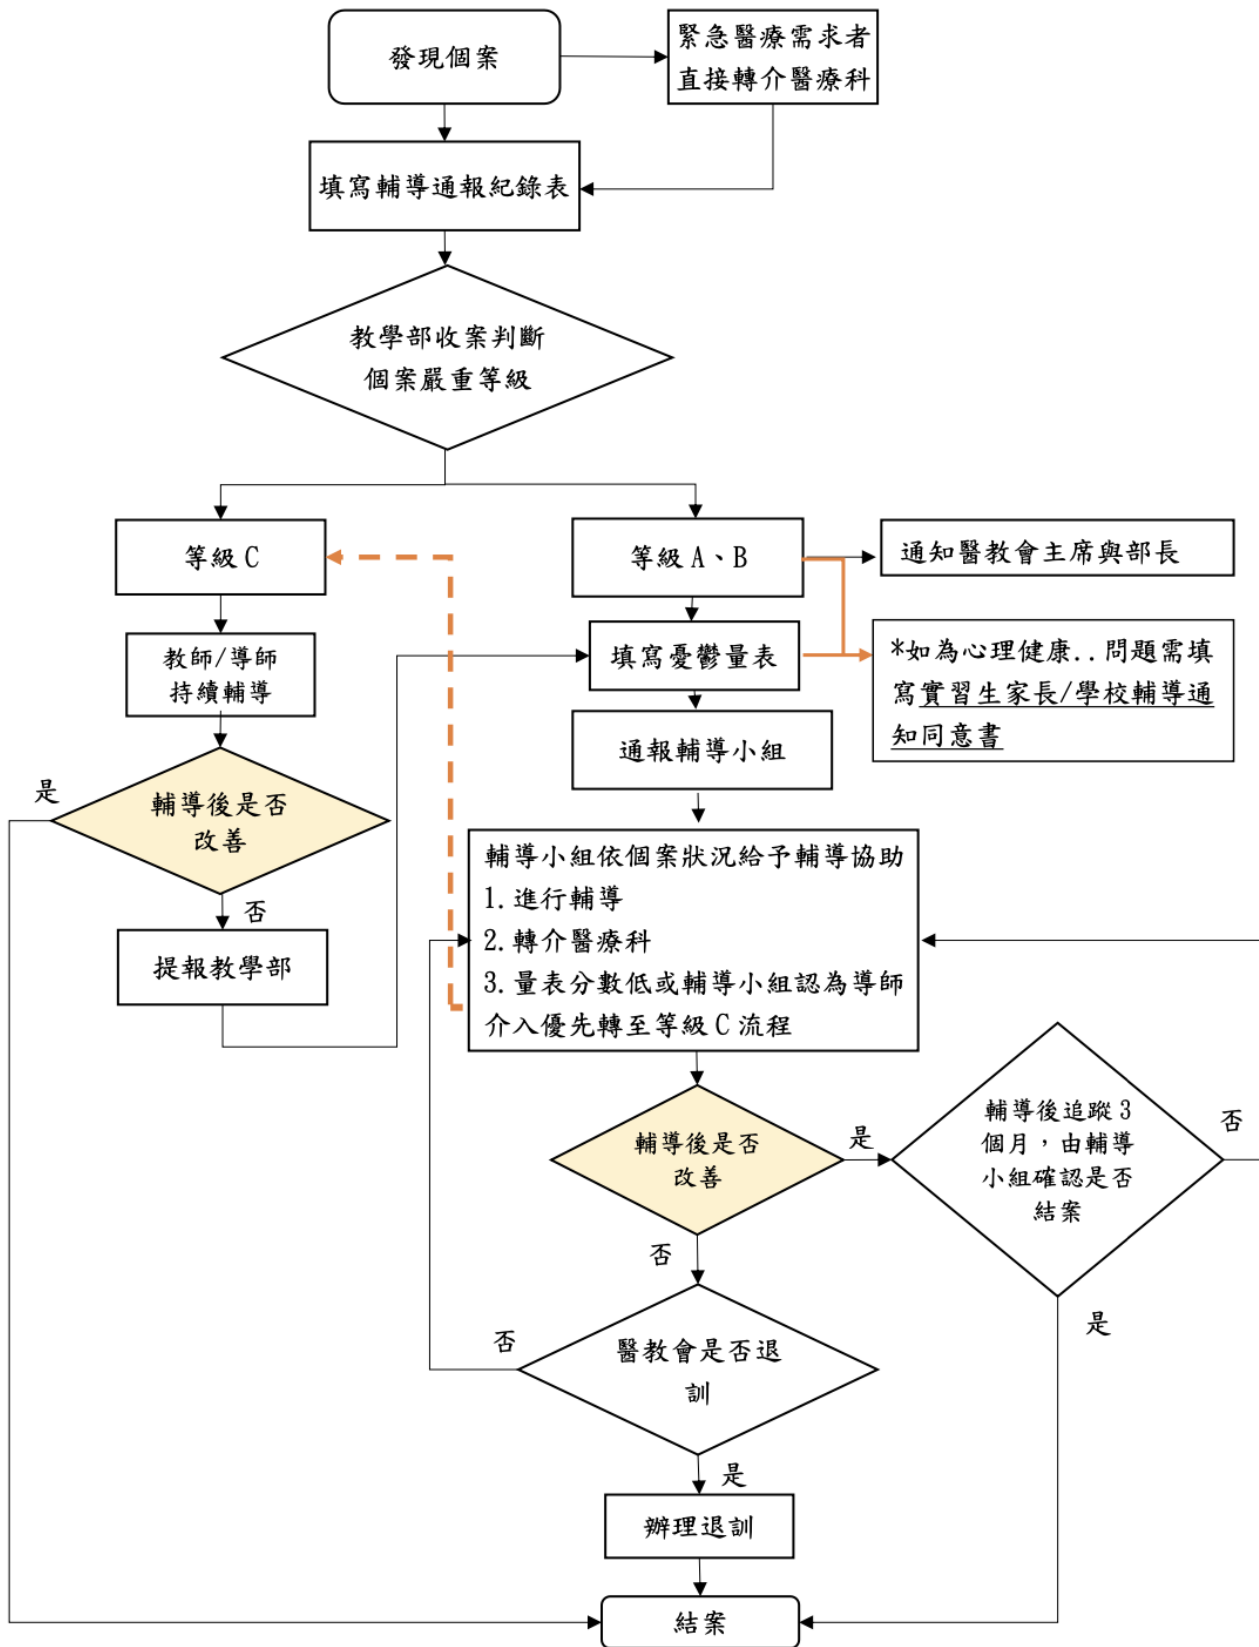 發現個案
緊急醫療需求者
直接轉介醫療科
填寫輔導通報紀錄表
教學部收案判斷
個案嚴重等級
等級 C
等級 A、B
通知醫教會主席與部長
教師/導師
持續輔導
填寫憂鬱量表
*如為心理健康..問題需填
寫實習生家長/學校輔導通
知同意書
通報輔導小組
是
輔導後是否
改善
否
提報教學部
輔導小組依個案狀況給予輔導協助
1.進行輔導
2.轉介醫療科
3.量表分數低或輔導小組認為導師
介入優先轉至等級 C 流程
輔導後是否
改善
是
輔導後追蹤 3
個月，由輔導
小組確認是否
結案
否
否
是
否
醫教會是否退
訓
是
辦理退訓
結案